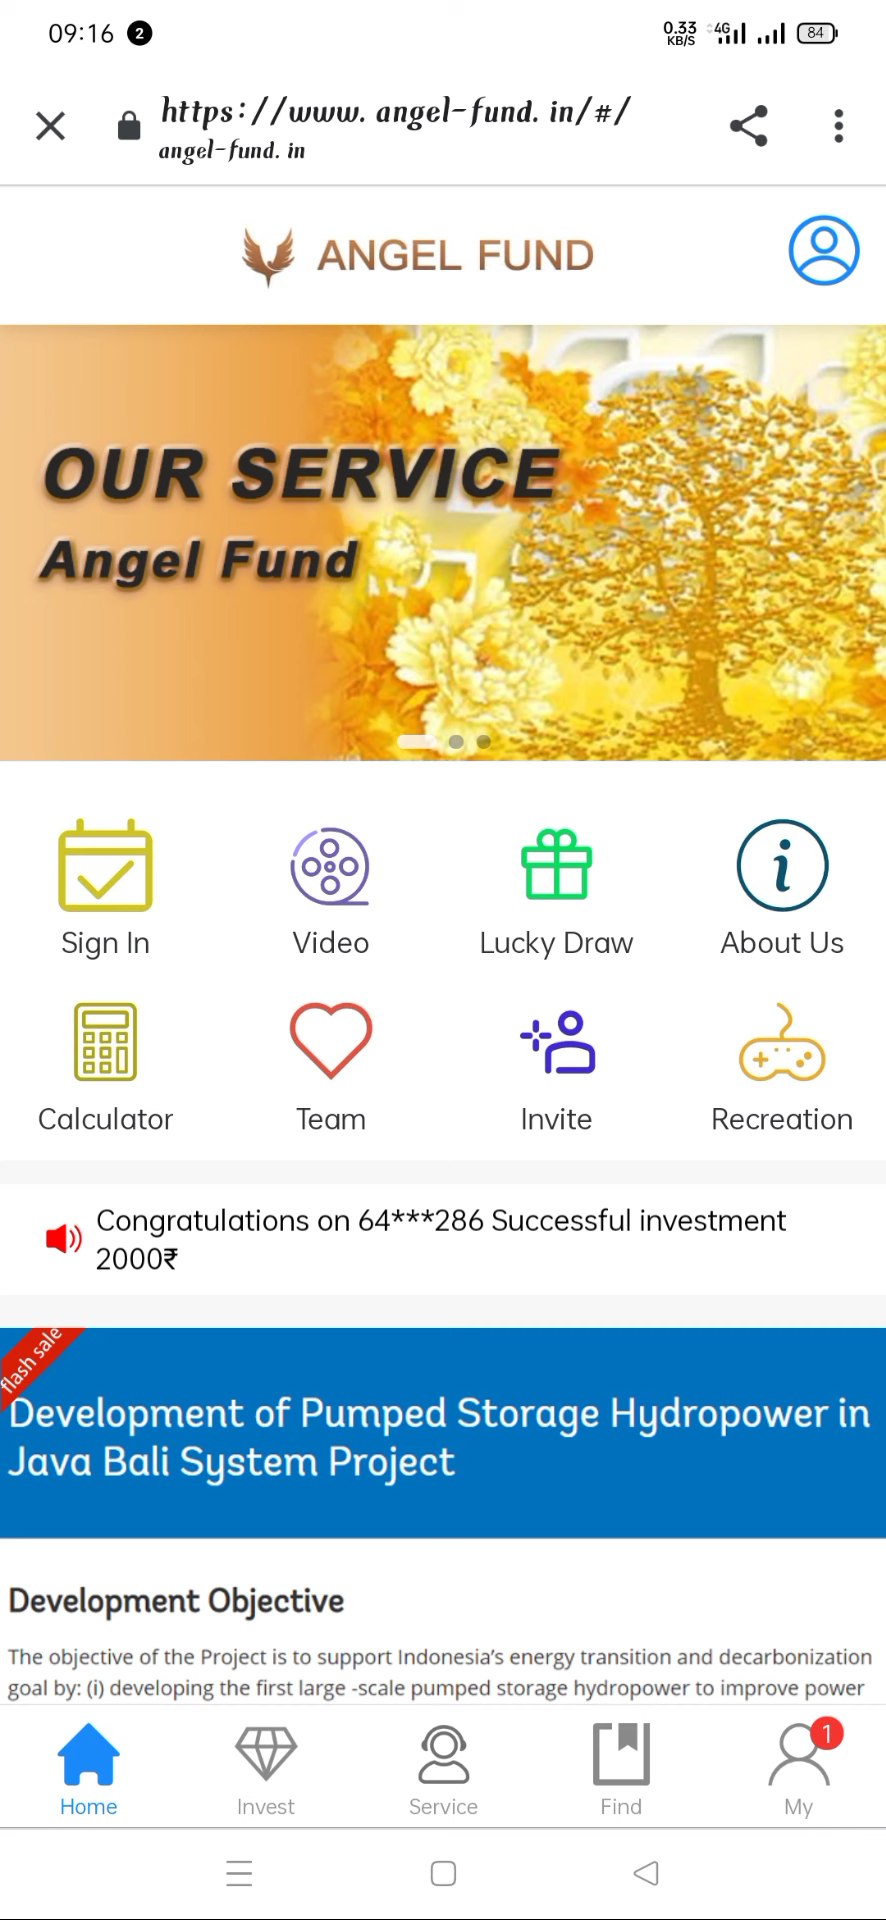 09:16 2 0.33 KB/S 4G 84
https://www.angel-fund.in/#/
angel-fund.in
ANGEL FUND
OUR SERVICE
Angel Fund
Sign In Video Lucky Draw About Us
Calculator Team Invite Recreation
Congratulations on 64***286 Successful investment
2000₹
flash sale
Development of Pumped Storage Hydropower in
Java Bali System Project
Development Objective
The objective of the Project is to support Indonesia’s energy transition and decarbonization
goal by: (i) developing the first large -scale pumped storage hydropower to improve power
1
Home Invest Service Find My